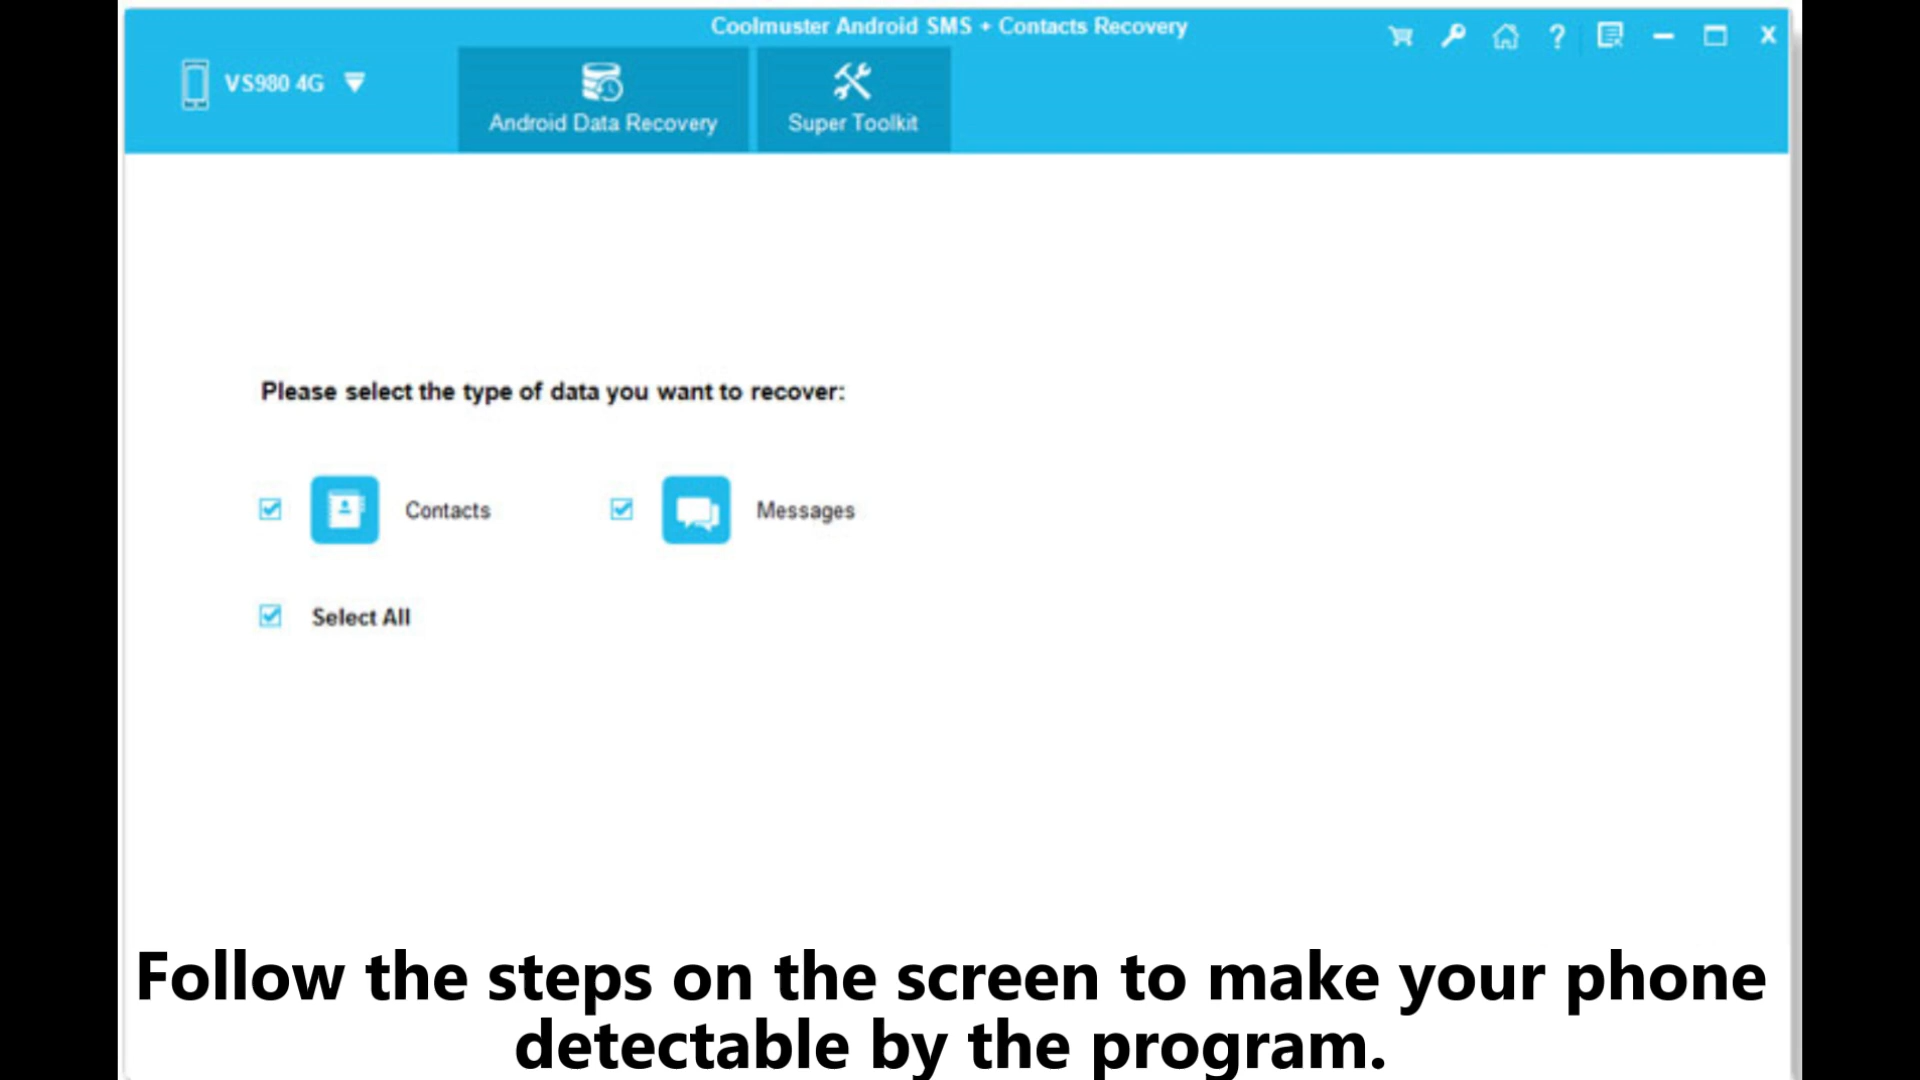 Coolmuster Android SMS + Contacts Recovery
VS980 4G
Android Data Recovery
Super Toolkit
Please select the type of data you want to recover:
Contacts
Messages
Select All
Follow the steps on the screen to make your phone
detectable by the program.